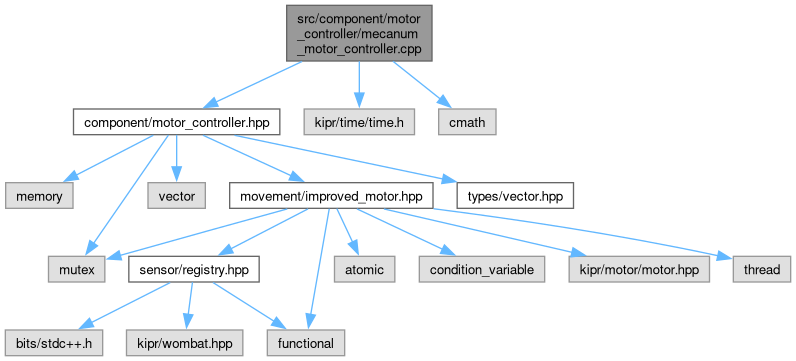 src/component/motor
_controller/mecanum
_motor_controller.cpp
component/motor_controller.hpp
kipr/time/time.h
cmath
memory
vector
movement/improved_motor.hpp
types/vector.hpp
mutex
sensor/registry.hpp
atomic
condition_variable
kipr/motor/motor.hpp
thread
bits/stdc++.h
kipr/wombat.hpp
functional